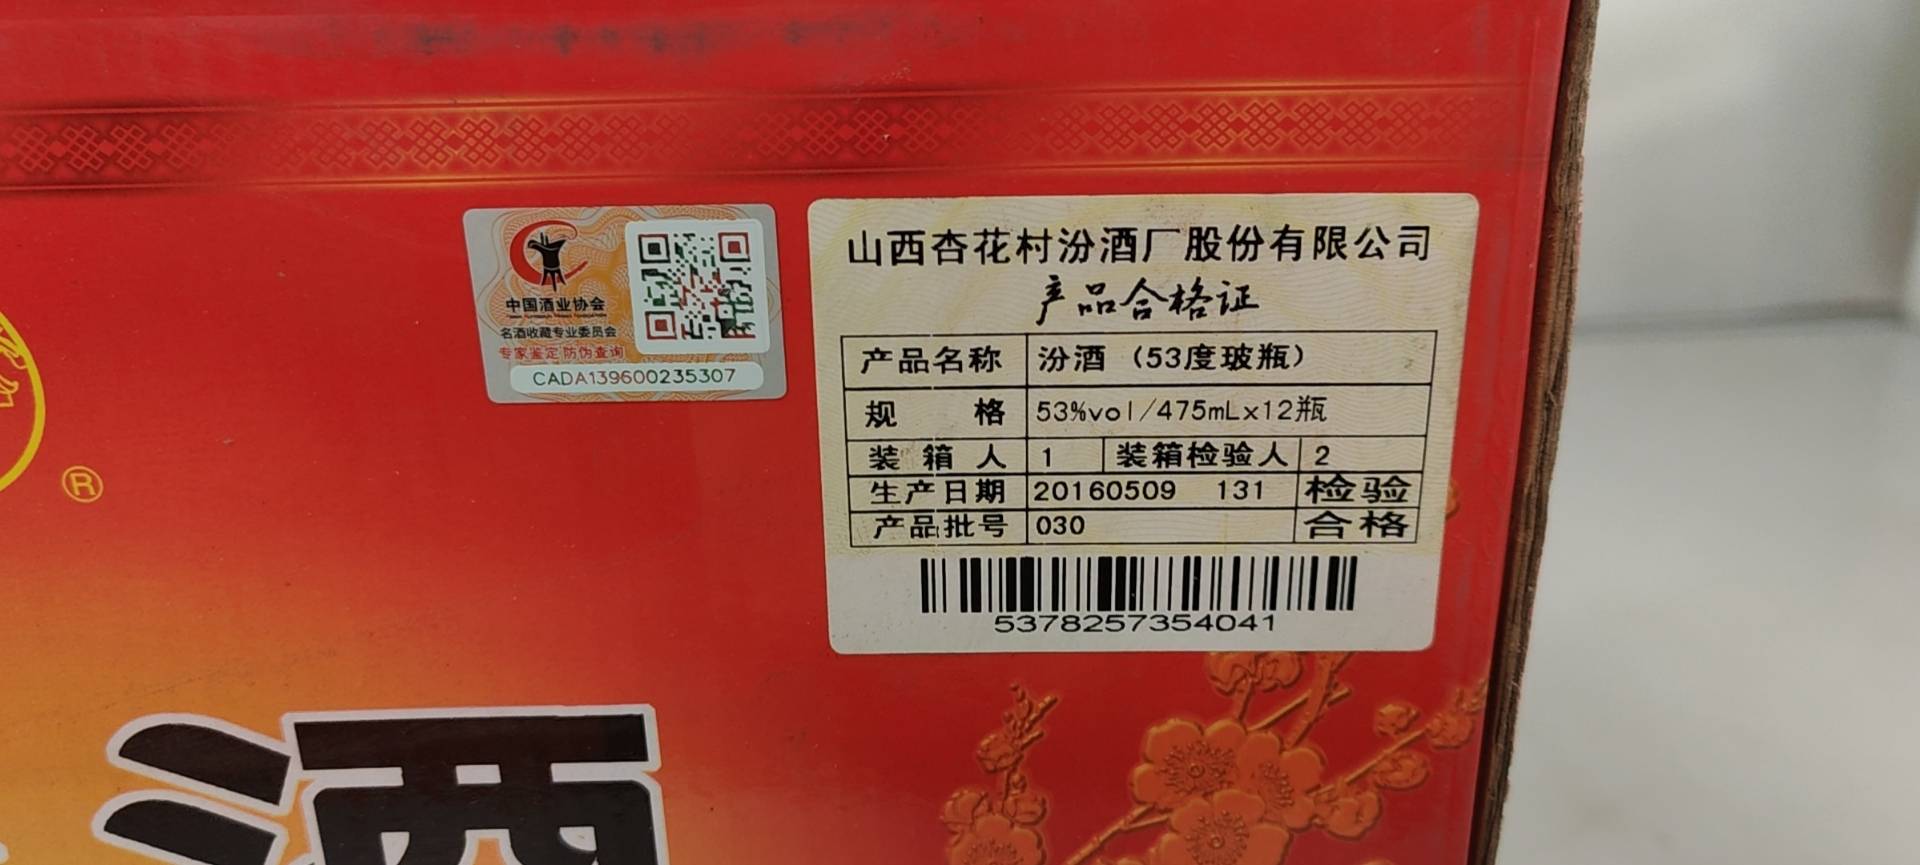 中国酒业协会
名酒收藏专业委员会
专家鉴定 防伪查询
CADA139600235307
山西杏花村汾酒厂股份有限公司
产品合格证
产品名称 汾酒（53度玻瓶）
规格 53%vol/475mLx12瓶
装箱人 1 装箱检验人 2
生产日期 20160509 131 检验
产品批号 030 合格
5378257354041
®
酒